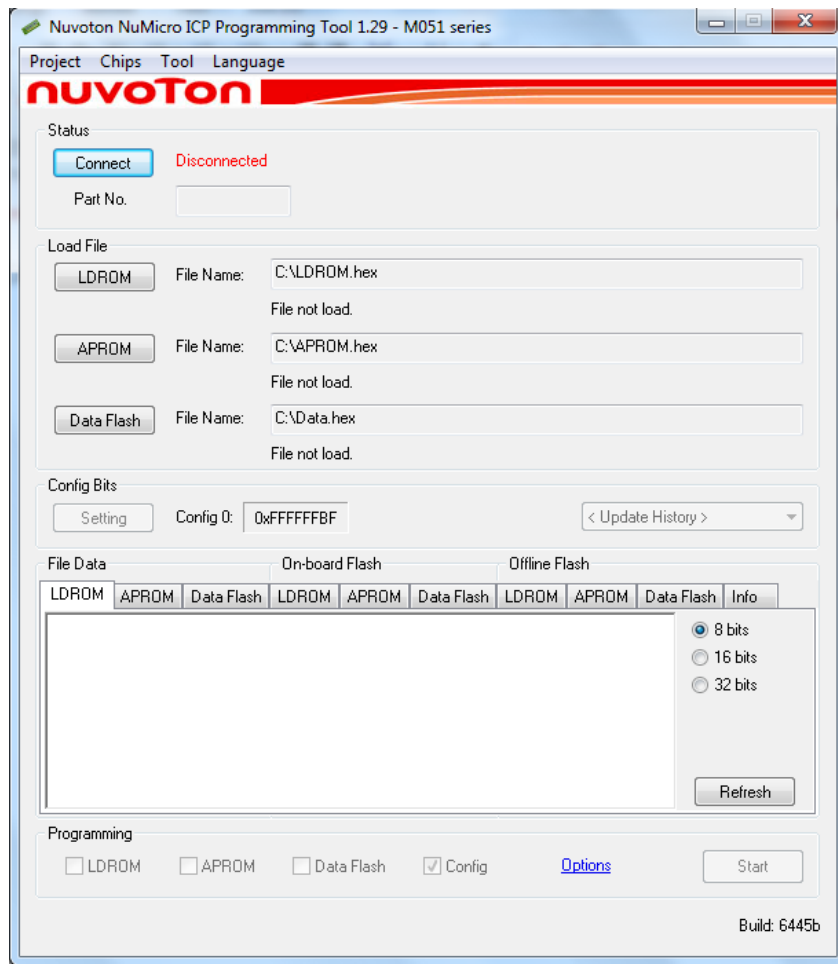 Nuvoton NuMicro ICP Programming Tool 1.29 - M051 series
Project Chips Tool Language
nuvoTon
Status
Connect Disconnected
Part No.
Load File
LDROM File Name: C:\LDROM.hex
File not load.
APROM File Name: C:\APROM.hex
File not load.
Data Flash File Name: C:\Data.hex
File not load.
Config Bits
Setting Config 0: 0xFFFFFFBF < Update History >
File Data On-board Flash Offline Flash
LDROM APROM Data Flash LDROM APROM Data Flash LDROM APROM Data Flash Info
8 bits
16 bits
32 bits
Refresh
Programming
LDROM APROM Data Flash Config Options Start
Build: 6445b